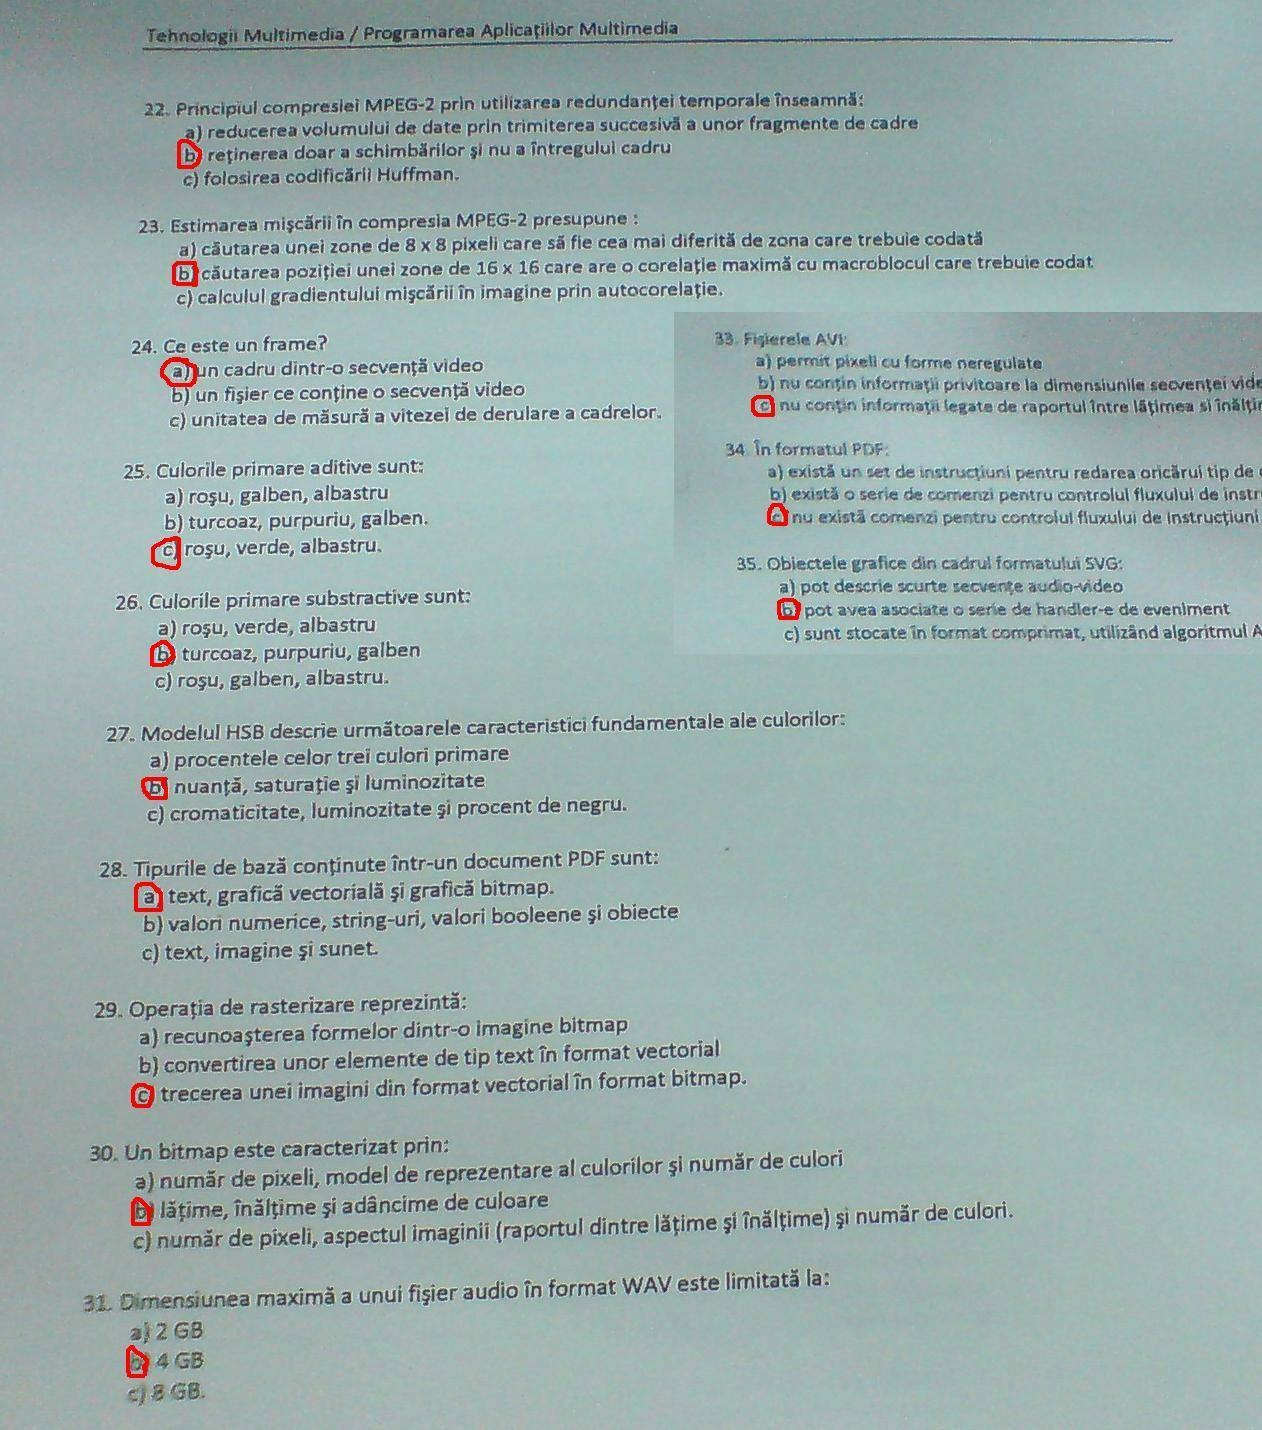 Tehnologii Multimedia / Programarea Aplicațiilor Multimedia
22. Principiul compresiei MPEG-2 prin utilizarea redundanței temporale înseamnă:
a) reducerea volumului de date prin trimiterea succesivă a unor fragmente de cadre
b) reținerea doar a schimbărilor și nu a întregului cadru
c) folosirea codificării Huffman.
23. Estimarea mișcării în compresia MPEG-2 presupune :
a) căutarea unei zone de 8 x 8 pixeli care să fie cea mai diferită de zona care trebuie codată
b) căutarea poziției unei zone de 16 x 16 care are o corelație maximă cu macroblocul care trebuie codat
c) calculul gradientului mișcării în imagine prin autocorelație.
24. Ce este un frame?
a) un cadru dintr-o secvență video
b) un fișier ce conține o secvență video
c) unitatea de măsură a vitezei de derulare a cadrelor.
25. Culorile primare aditive sunt:
a) roșu, galben, albastru
b) turcoaz, purpuriu, galben.
c) roșu, verde, albastru.
26. Culorile primare substractive sunt:
a) roșu, verde, albastru
b) turcoaz, purpuriu, galben
c) roșu, galben, albastru.
27. Modelul HSB descrie următoarele caracteristici fundamentale ale culorilor:
a) procentele celor trei culori primare
b) nuanță, saturație și luminozitate
c) cromaticitate, luminozitate și procent de negru.
28. Tipurile de bază conținute într-un document PDF sunt:
a) text, grafică vectorială și grafică bitmap.
b) valori numerice, string-uri, valori booleene și obiecte
c) text, imagine și sunet.
29. Operația de rasterizare reprezintă:
a) recunoașterea formelor dintr-o imagine bitmap
b) convertirea unor elemente de tip text în format vectorial
c) trecerea unei imagini din format vectorial în format bitmap.
30. Un bitmap este caracterizat prin:
a) număr de pixeli, model de reprezentare al culorilor și număr de culori
b) lățime, înălțime și adâncime de culoare
c) număr de pixeli, aspectul imaginii (raportul dintre lățime și înălțime) și număr de culori.
31. Dimensiunea maximă a unui fișier audio în format WAV este limitată la:
a) 2 GB
b) 4 GB
c) 8 GB.
33. Fișierele AVI:
a) permit pixeli cu forme neregulate
b) nu conțin informații privitoare la dimensiunile secvenței
c) nu conțin informații legate de raportul între lățimea si
34. În formatul PDF:
a) există un set de instrucțiuni pentru redarea oricărui tip de
b) există o serie de comenzi pentru controlul fluxului de
c) nu există comenzi pentru controlul fluxului de instrucțiuni
35. Obiectele grafice din cadrul formatului SVG:
a) pot descrie scurte secvențe audio-video
b) pot avea asociate o serie de handler-e de eveniment
c) sunt stocate în format comprimat, utilizând algoritmul